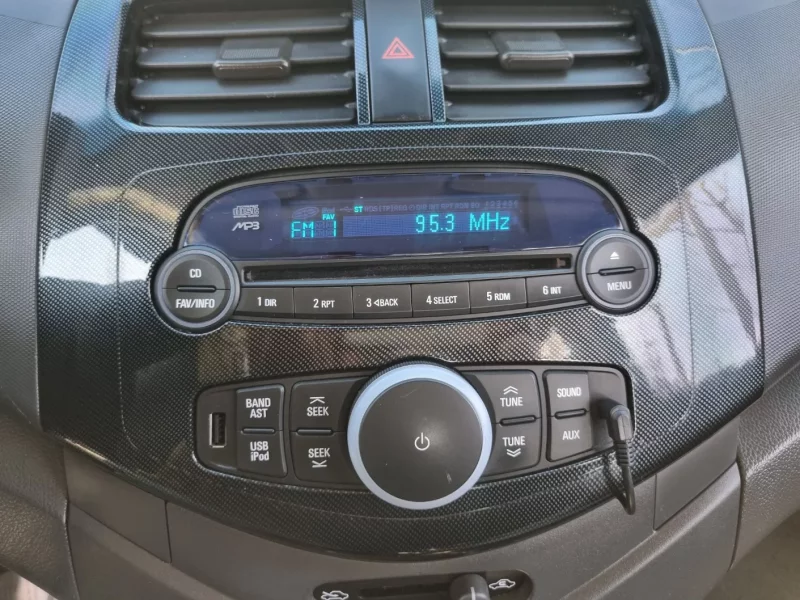 MP3
ST
FAV
FM 1
95.3 MHz
CD
FAV/INFO
1 DIR
2 RPT
3 ◁BACK
4 SELECT
5 RDM
6 INT
MENU
BAND
AST
SEEK
TUNE
SOUND
USB
iPod
SEEK
TUNE
AUX